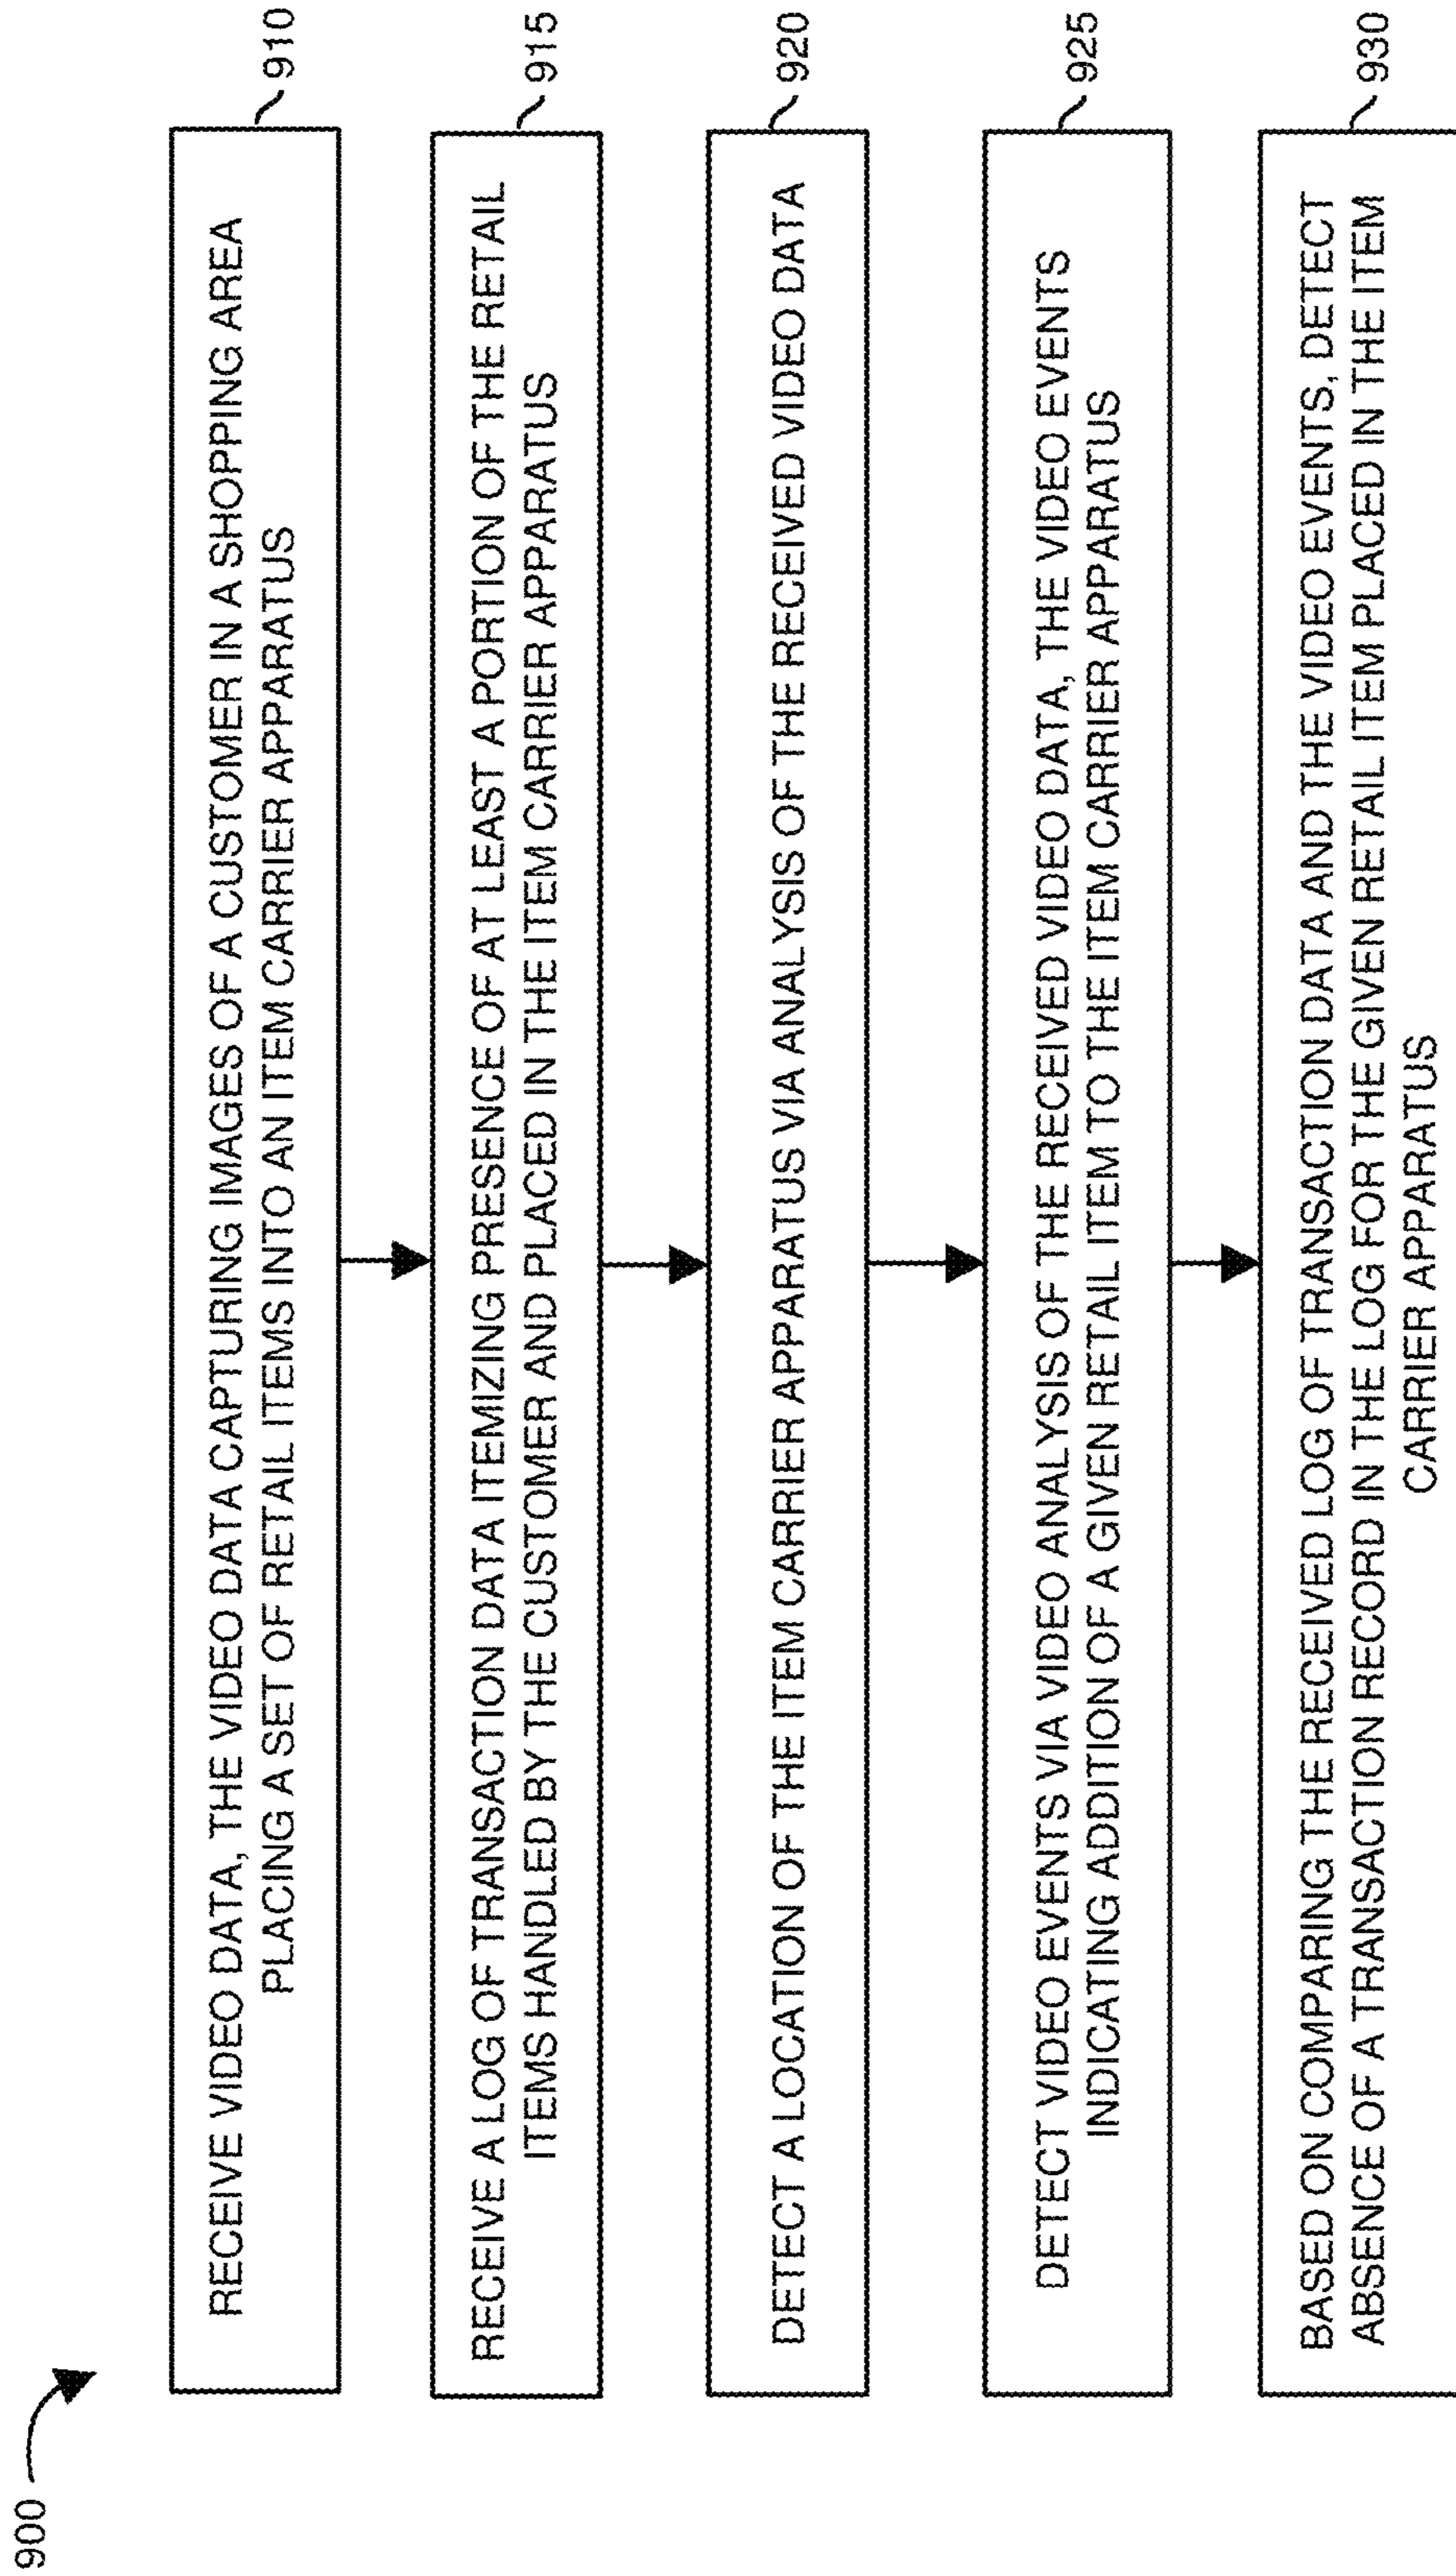 900
RECEIVE VIDEO DATA, THE VIDEO DATA CAPTURING IMAGES OF A CUSTOMER IN A SHOPPING AREA
PLACING A SET OF RETAIL ITEMS INTO AN ITEM CARRIER APPARATUS
910
RECEIVE A LOG OF TRANSACTION DATA ITEMIZING PRESENCE OF AT LEAST A PORTION OF THE RETAIL
ITEMS HANDLED BY THE CUSTOMER AND PLACED IN THE ITEM CARRIER APPARATUS
915
DETECT A LOCATION OF THE ITEM CARRIER APPARATUS VIA ANALYSIS OF THE RECEIVED VIDEO DATA
920
DETECT VIDEO EVENTS VIA VIDEO ANALYSIS OF THE RECEIVED VIDEO DATA, THE VIDEO EVENTS
INDICATING ADDITION OF A GIVEN RETAIL ITEM TO THE ITEM CARRIER APPARATUS
925
BASED ON COMPARING THE RECEIVED LOG OF TRANSACTION DATA AND THE VIDEO EVENTS, DETECT
ABSENCE OF A TRANSACTION RECORD IN THE LOG FOR THE GIVEN RETAIL ITEM PLACED IN THE ITEM
CARRIER APPARATUS
930